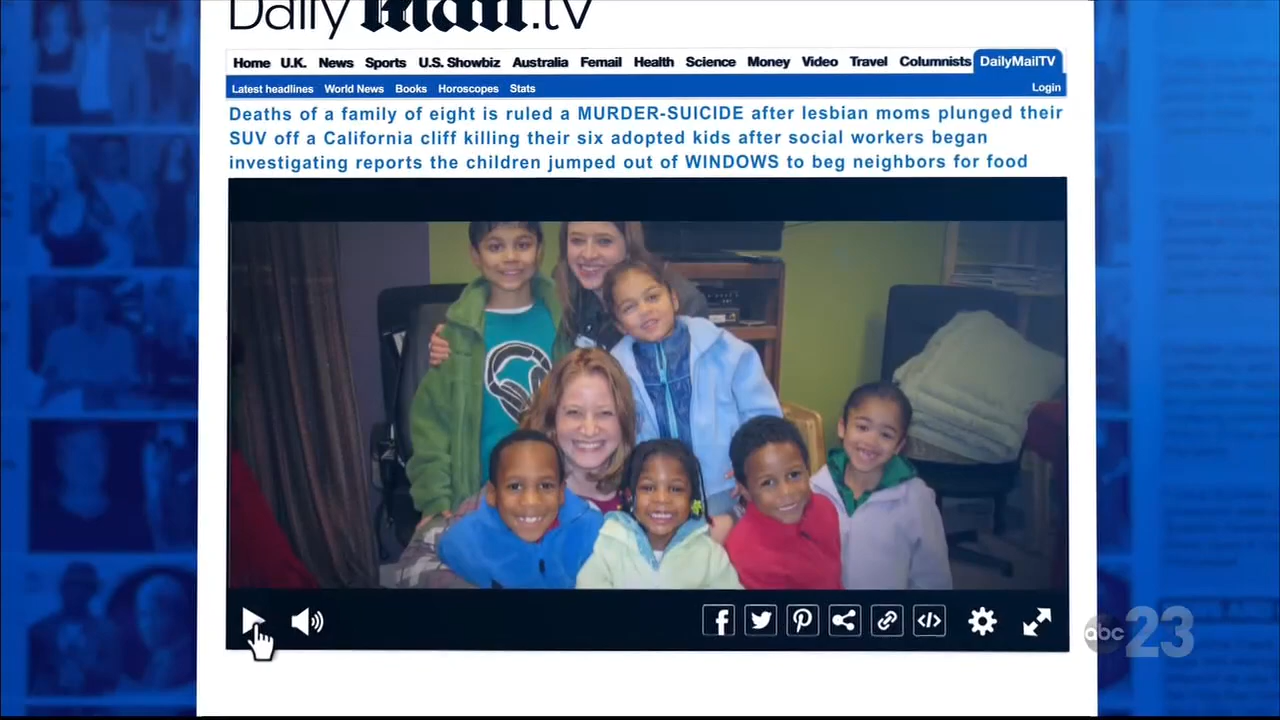 Daily Mail.TV
Home U.K. News Sports U.S. Showbiz Australia Femail Health Science Money Video Travel Columnists DailyMailTV
Latest headlines World News Books Horoscopes Stats Login
Deaths of a family of eight is ruled a MURDER-SUICIDE after lesbian moms plunged their
SUV off a California cliff killing their six adopted kids after social workers began
investigating reports the children jumped out of WINDOWS to beg neighbors for food
abc 23